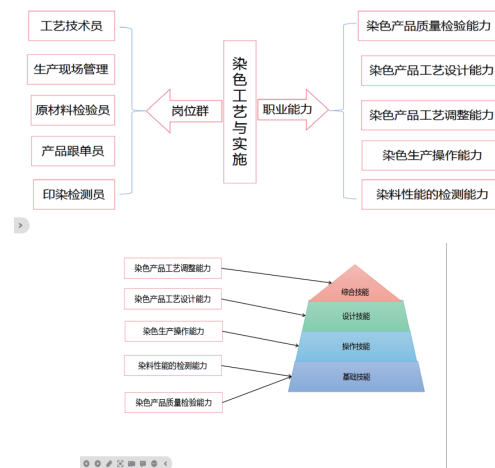 工艺技术员
生产现场管理
原材料检验员
产品跟单员
印染检测员
岗位群
染色工艺与实施
职业能力
染色产品质量检验能力
染色产品工艺设计能力
染色产品工艺调整能力
染色生产操作能力
染料性能的检测能力
染色产品工艺调整能力
染色产品工艺设计能力
染色生产操作能力
染料性能的检测能力
染色产品质量检验能力
综合技能
设计技能
操作技能
基础技能